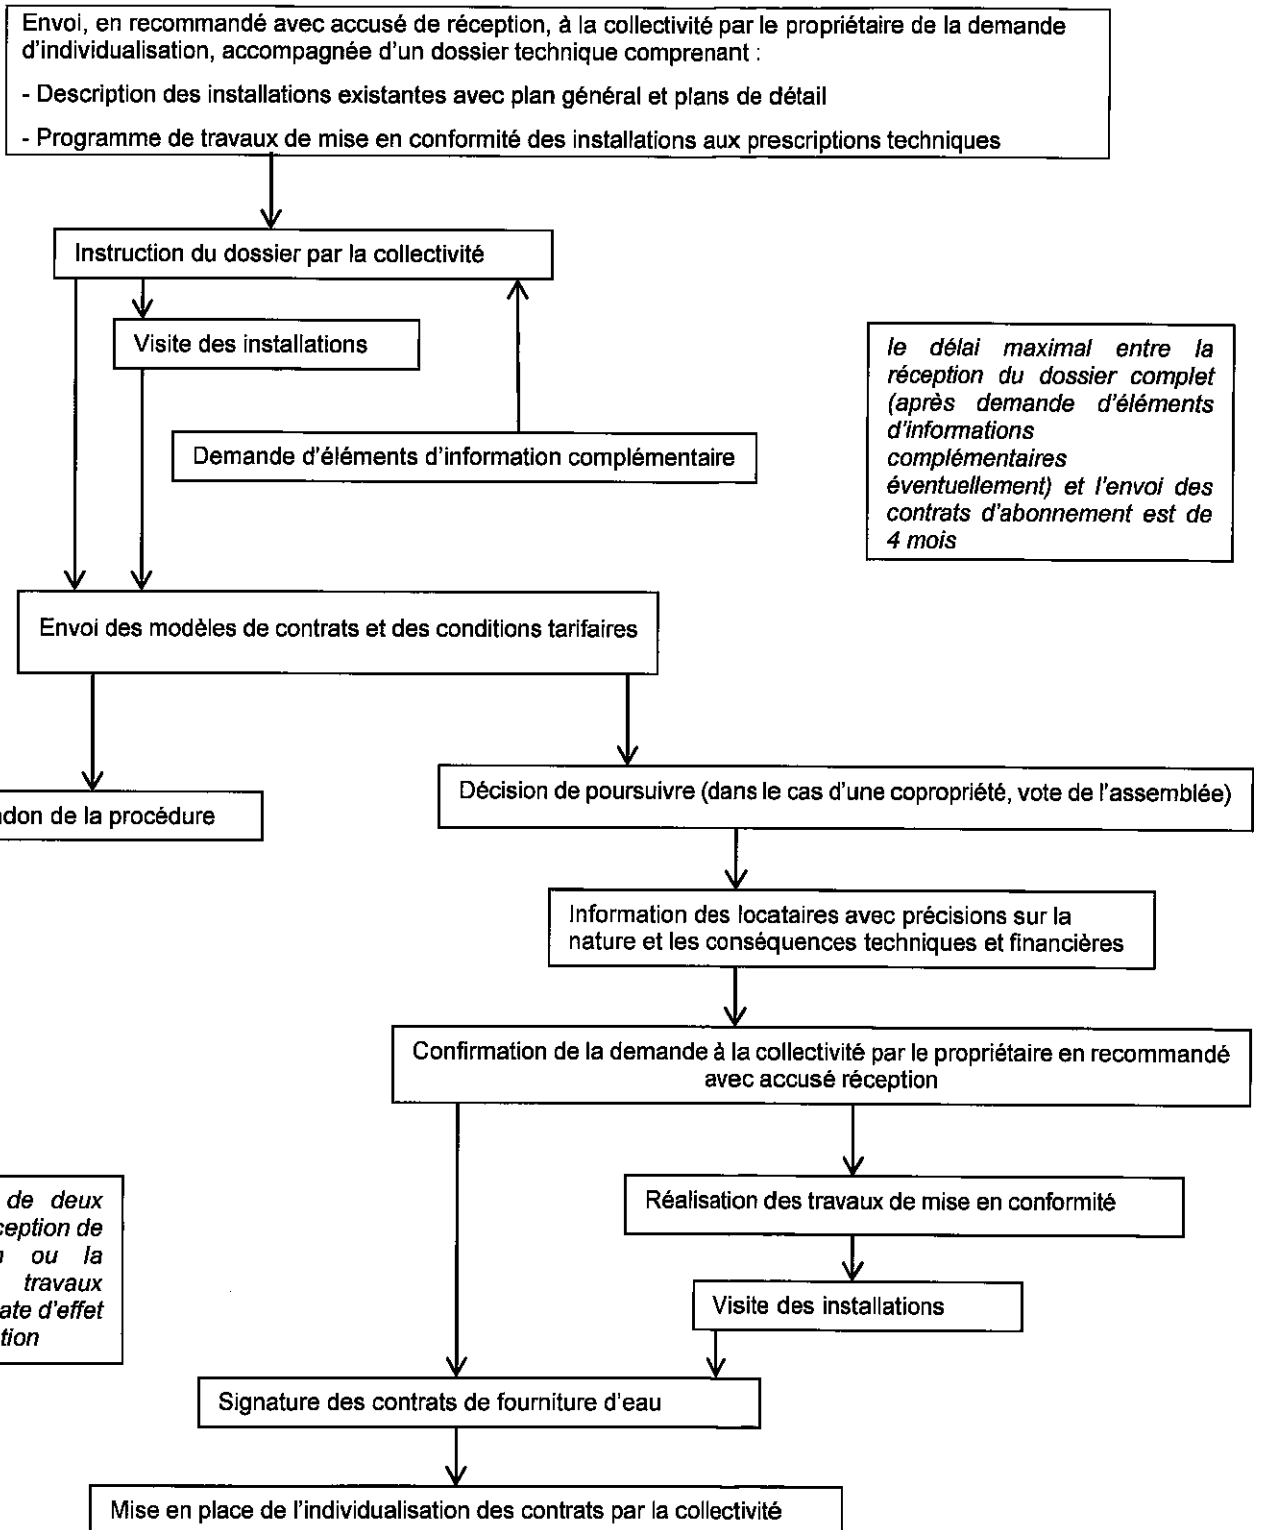 Envoi, en recommandé avec accusé de réception, à la collectivité par le propriétaire de la demande
d'individualisation, accompagnée d'un dossier technique comprenant :
- Description des installations existantes avec plan général et plans de détail
- Programme de travaux de mise en conformité des installations aux prescriptions techniques
Instruction du dossier par la collectivité
Visite des installations
le délai maximal entre la
réception du dossier complet
(après demande d'éléments
d'informations
complémentaires
éventuellement) et l'envoi des
contrats d'abonnement est de
4 mois
Demande d'éléments d'information complémentaire
Envoi des modèles de contrats et des conditions tarifaires
Décision de poursuivre (dans le cas d'une copropriété, vote de l'assemblée)
de la procédure
Information des locataires avec précisions sur la
nature et les conséquences techniques et financières
Confirmation de la demande à la collectivité par le propriétaire en recommandé
avec accusé réception
de deux
de
ou la
travaux
d'effet
Réalisation des travaux de mise en conformité
Visite des installations
Signature des contrats de fourniture d'eau
Mise en place de l'individualisation des contrats par la collectivité